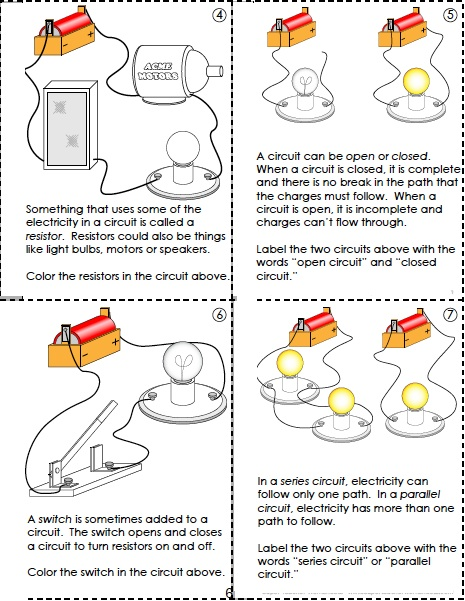 ④
ACME
MOTORS
Something that uses some of the
electricity in a circuit is called a
resistor. Resistors could also be things
like light bulbs, motors or speakers.
Color the resistors in the circuit above.
⑤
A circuit can be open or closed.
When a circuit is closed, it is complete
and there is no break in the path that
the charges must follow. When a
circuit is open, it is incomplete and
charges can't flow through.
Label the two circuits above with the
words "open circuit" and "closed
circuit."
⑥
- +
A switch is sometimes added to a
circuit. The switch opens and closes
a circuit to turn resistors on and off.
Color the switch in the circuit above.
⑦
In a series circuit, electricity can
follow only one path. In a parallel
circuit, electricity has more than one
path to follow.
Label the two circuits above with the
words "series circuit" or "parallel
circuit."
6